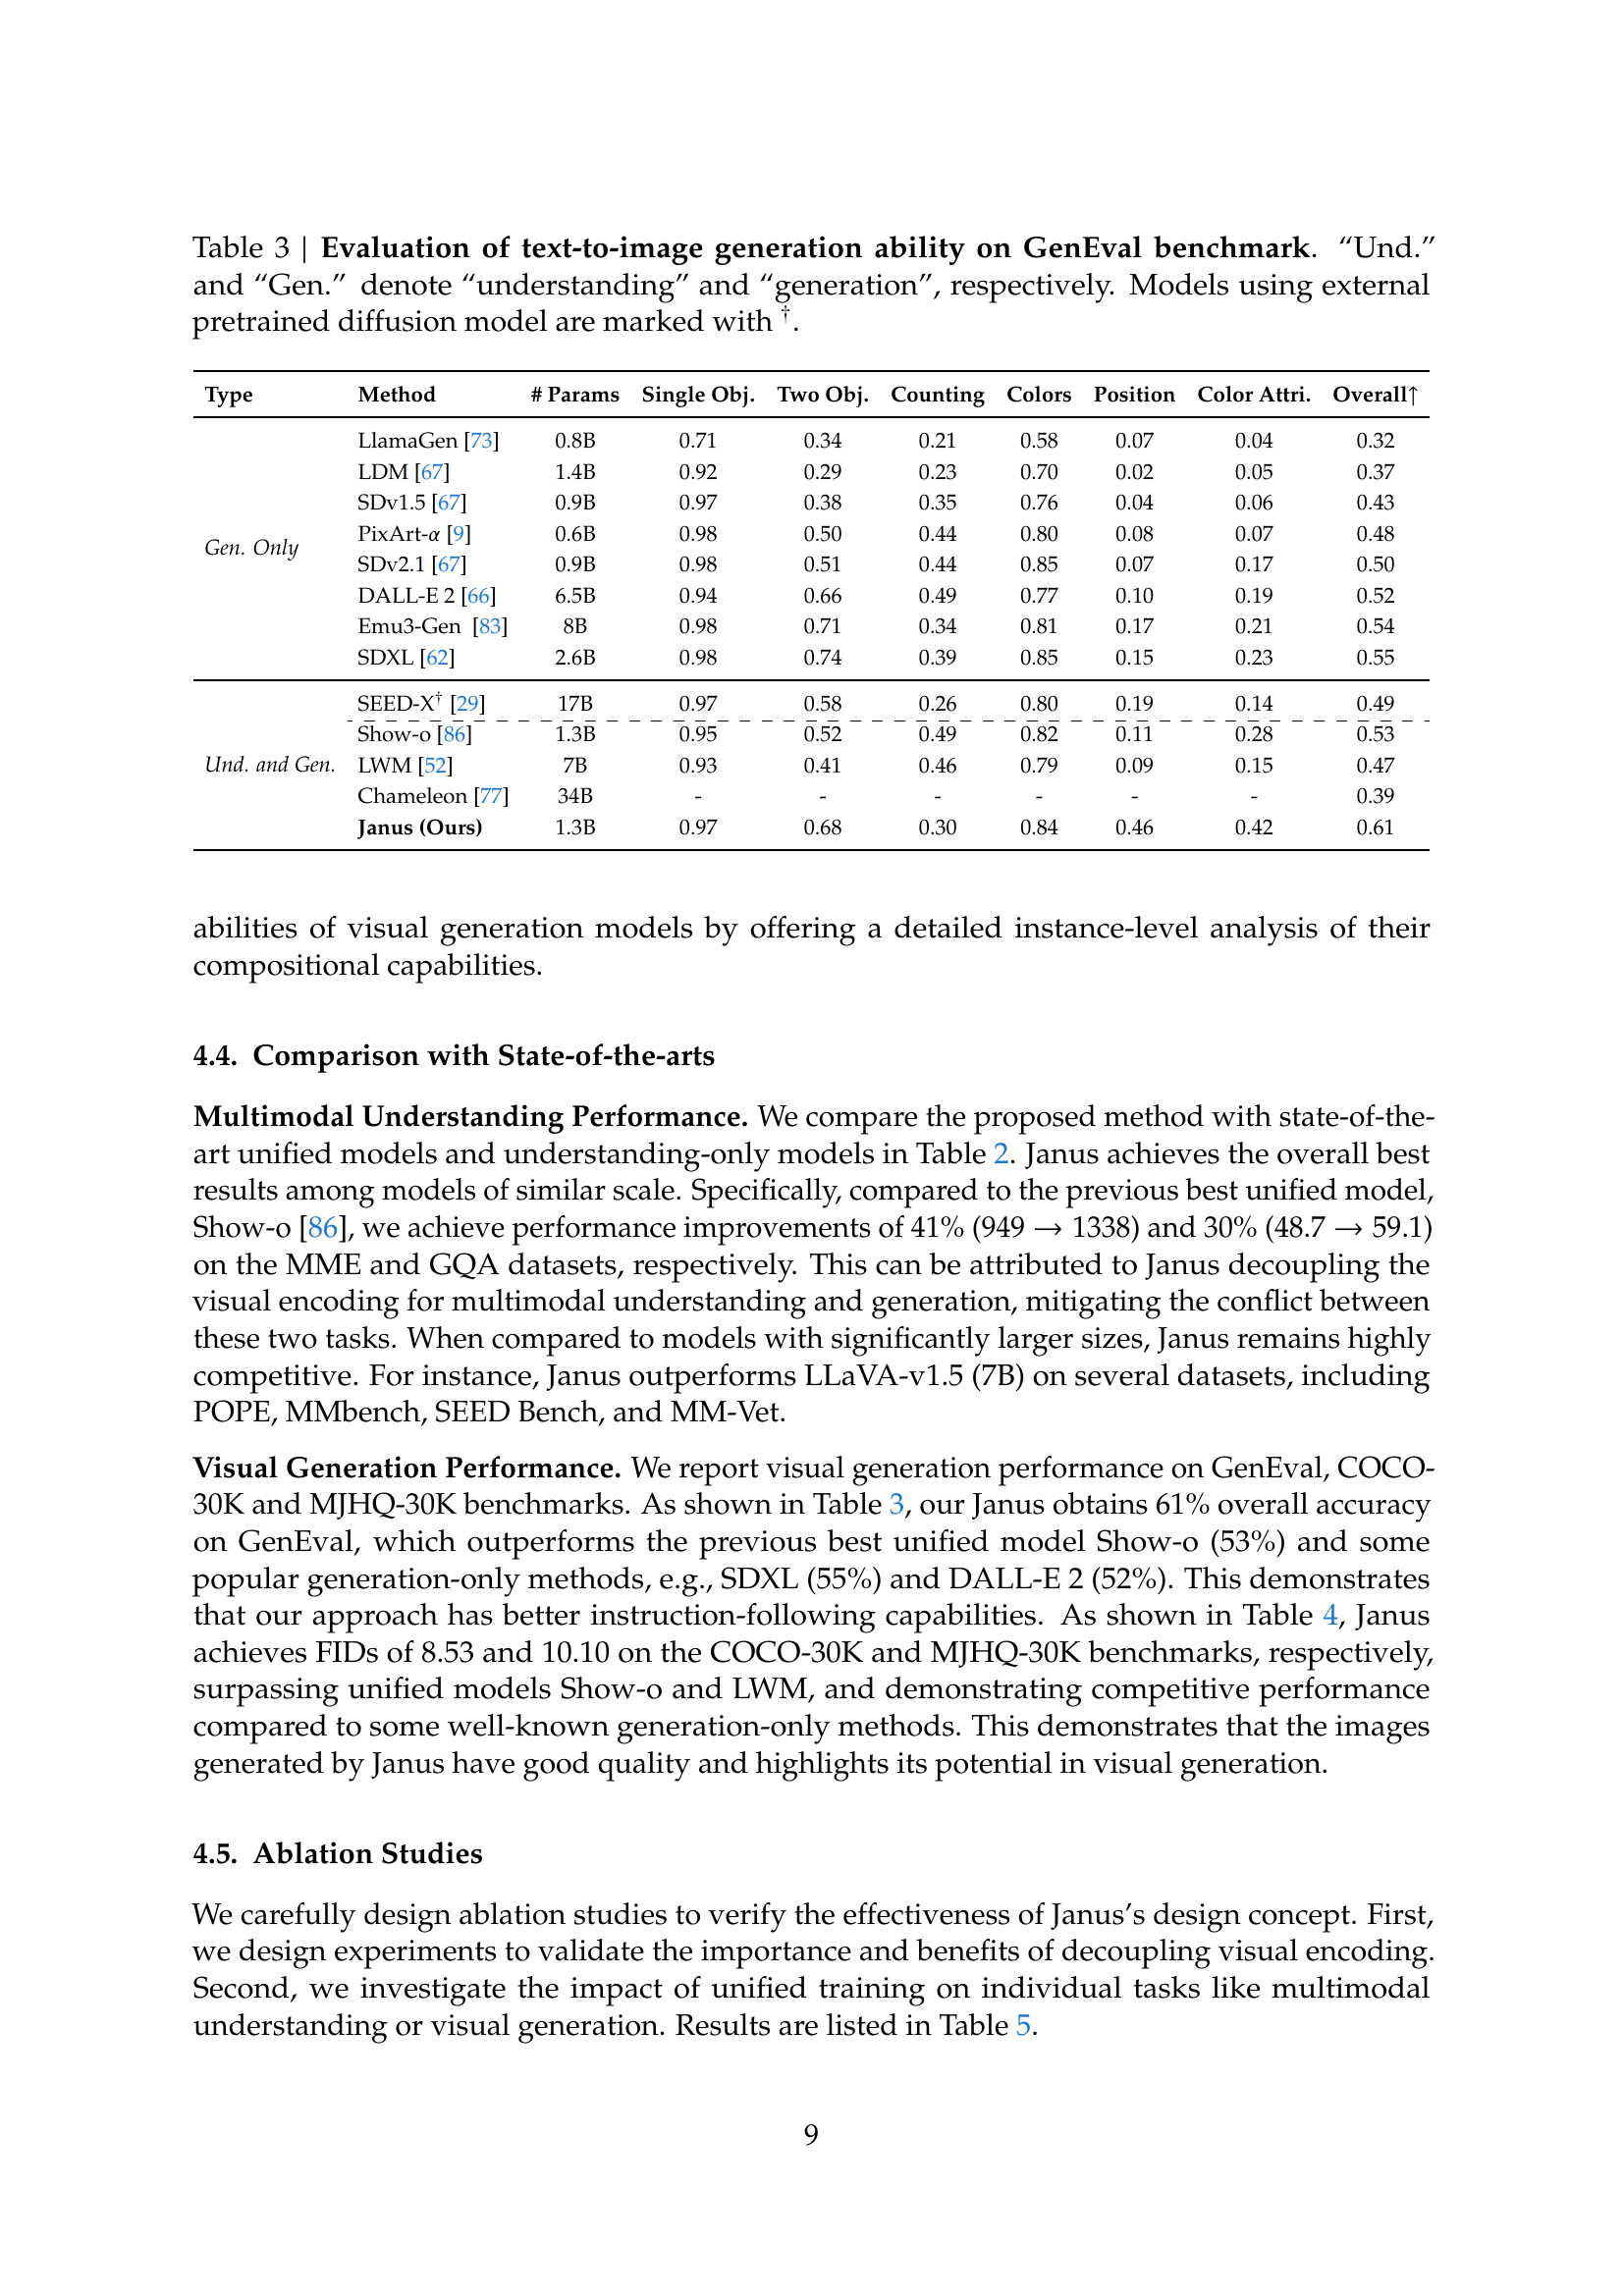 Table 3 | Evaluation of text-to-image generation ability on GenEval benchmark. “Und.”
and “Gen.” denote “understanding” and “generation”, respectively. Models using external
pretrained diffusion model are marked with †.
Type Method # Params Single Obj. Two Obj. Counting Colors Position Color Attri. Overall↑
LlamaGen [73] 0.8B 0.71 0.34 0.21 0.58 0.07 0.04 0.32
LDM [67] 1.4B 0.92 0.29 0.23 0.70 0.02 0.05 0.37
SDv1.5 [67] 0.9B 0.97 0.38 0.35 0.76 0.04 0.06 0.43
PixArt-α [9] 0.6B 0.98 0.50 0.44 0.80 0.08 0.07 0.48
Gen. Only
SDv2.1 [67] 0.9B 0.98 0.51 0.44 0.85 0.07 0.17 0.50
DALL-E 2 [66] 6.5B 0.94 0.66 0.49 0.77 0.10 0.19 0.52
Emu3-Gen [83] 8B 0.98 0.71 0.34 0.81 0.17 0.21 0.54
SDXL [62] 2.6B 0.98 0.74 0.39 0.85 0.15 0.23 0.55
SEED-X† [29] 17B 0.97 0.58 0.26 0.80 0.19 0.14 0.49
Show-o [86] 1.3B 0.95 0.52 0.49 0.82 0.11 0.28 0.53
Und. and Gen. LWM [52] 7B 0.93 0.41 0.46 0.79 0.09 0.15 0.47
Chameleon [77] 34B - - - - - - 0.39
Janus (Ours) 1.3B 0.97 0.68 0.30 0.84 0.46 0.42 0.61
abilities of visual generation models by offering a detailed instance-level analysis of their
compositional capabilities.
4.4. Comparison with State-of-the-arts
Multimodal Understanding Performance. We compare the proposed method with state-of-the-
art unified models and understanding-only models in Table 2. Janus achieves the overall best
results among models of similar scale. Specifically, compared to the previous best unified model,
Show-o [86], we achieve performance improvements of 41% (949 → 1338) and 30% (48.7 → 59.1)
on the MME and GQA datasets, respectively. This can be attributed to Janus decoupling the
visual encoding for multimodal understanding and generation, mitigating the conflict between
these two tasks. When compared to models with significantly larger sizes, Janus remains highly
competitive. For instance, Janus outperforms LLaVA-v1.5 (7B) on several datasets, including
POPE, MMbench, SEED Bench, and MM-Vet.
Visual Generation Performance. We report visual generation performance on GenEval, COCO-
30K and MJHQ-30K benchmarks. As shown in Table 3, our Janus obtains 61% overall accuracy
on GenEval, which outperforms the previous best unified model Show-o (53%) and some
popular generation-only methods, e.g., SDXL (55%) and DALL-E 2 (52%). This demonstrates
that our approach has better instruction-following capabilities. As shown in Table 4, Janus
achieves FIDs of 8.53 and 10.10 on the COCO-30K and MJHQ-30K benchmarks, respectively,
surpassing unified models Show-o and LWM, and demonstrating competitive performance
compared to some well-known generation-only methods. This demonstrates that the images
generated by Janus have good quality and highlights its potential in visual generation.
4.5. Ablation Studies
We carefully design ablation studies to verify the effectiveness of Janus’s design concept. First,
we design experiments to validate the importance and benefits of decoupling visual encoding.
Second, we investigate the impact of unified training on individual tasks like multimodal
understanding or visual generation. Results are listed in Table 5.
9